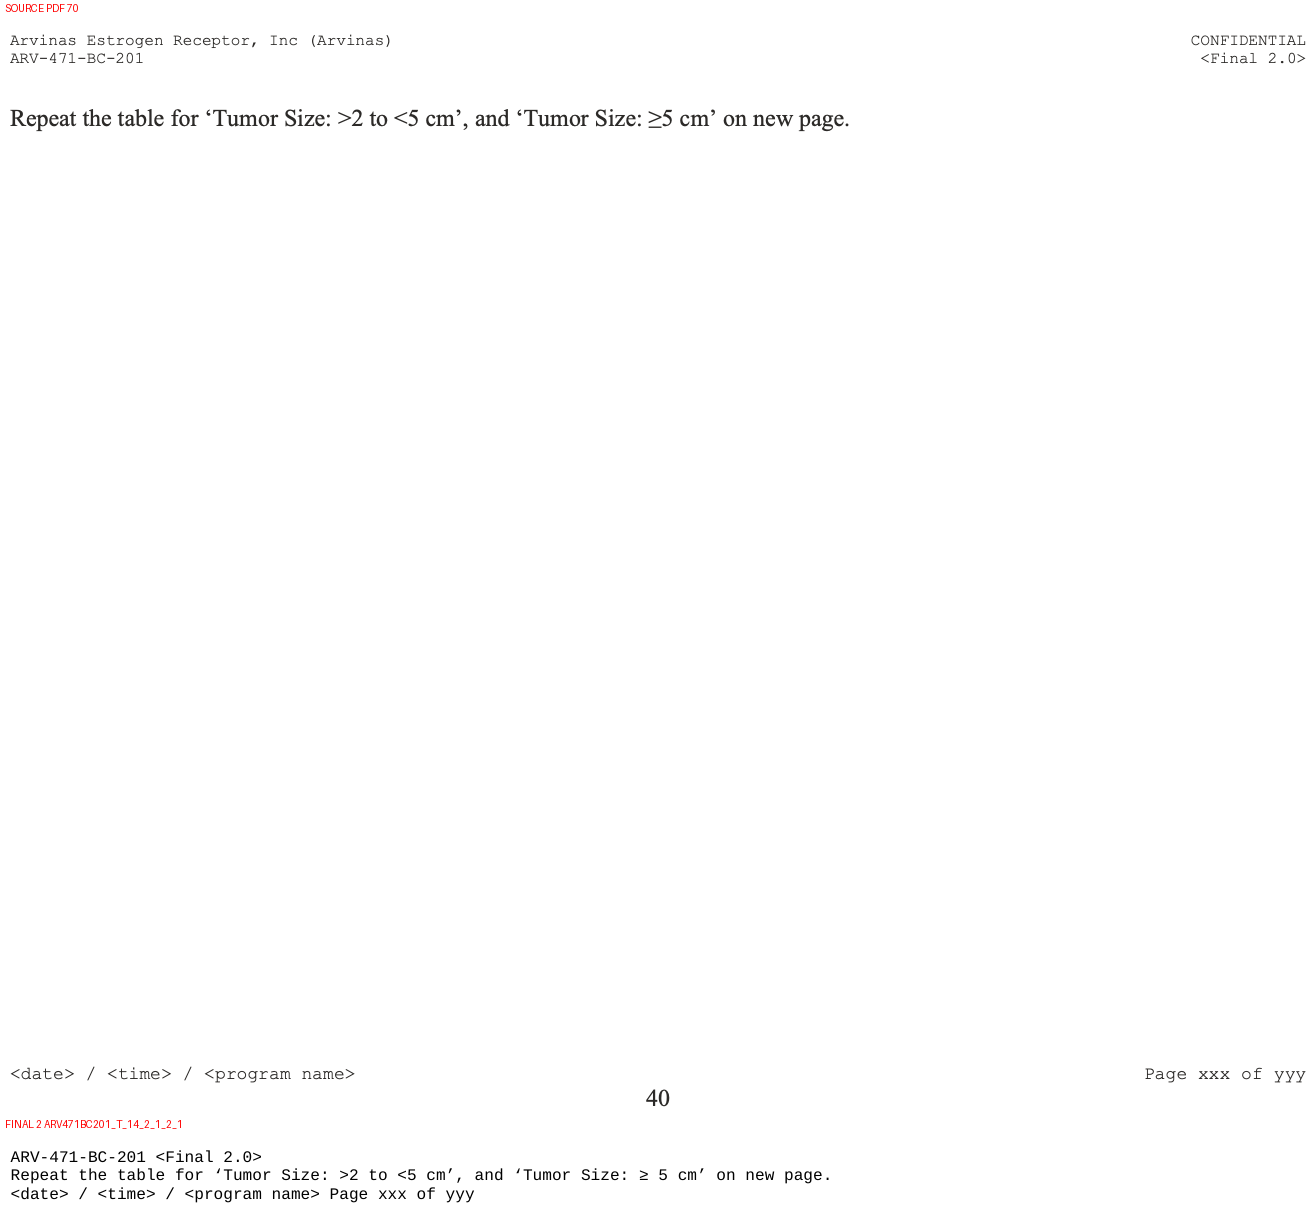 SOURCE PDF 70
Arvinas Estrogen Receptor, Inc (Arvinas) CONFIDENTIAL
ARV-471-BC-201 <Final 2.0>
Repeat the table for ‘Tumor Size: >2 to <5 cm’, and ‘Tumor Size: ≥5 cm’ on new page.
<date> / <time> / <program name> Page xxx of yyy
40
FINAL 2 ARV471BC201_T_14_2_1_2_1
ARV-471-BC-201 <Final 2.0>
Repeat the table for ‘Tumor Size: >2 to <5 cm’, and ‘Tumor Size: ≥ 5 cm’ on new page.
<date> / <time> / <program name> Page xxx of yyy